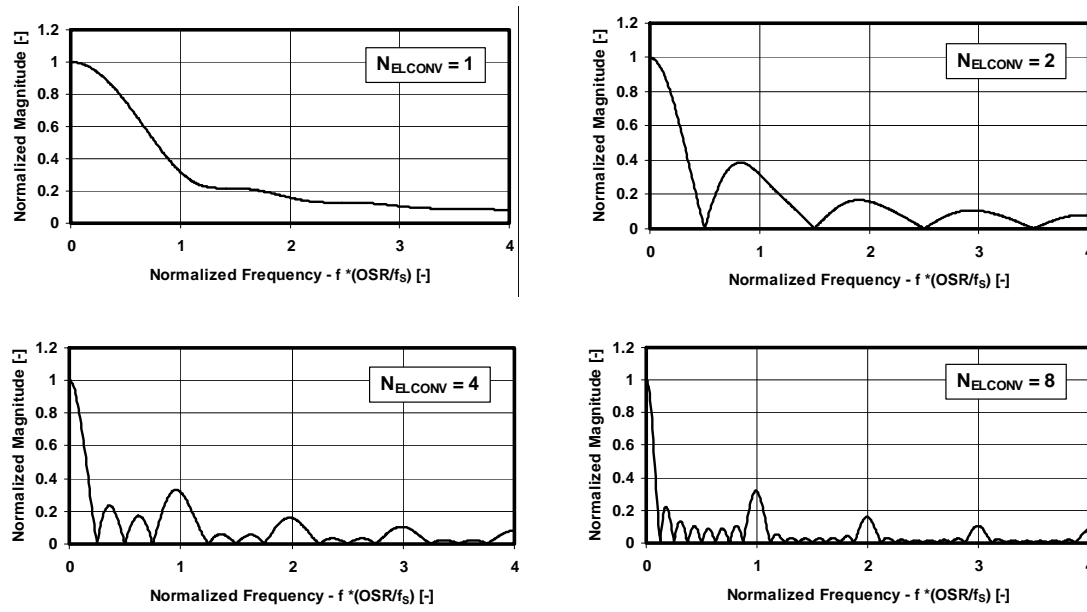 1.2
1
0.8
0.6
0.4
0.2
0
Normalized Magnitude [-]
N_ELCONV = 1
0 1 2 3 4
Normalized Frequency - f *(OSR/f_S) [-]
1.2
1
0.8
0.6
0.4
0.2
0
Normalized Magnitude [-]
N_ELCONV = 2
0 1 2 3 4
Normalized Frequency - f *(OSR/f_S) [-]
1.2
1
0.8
0.6
0.4
0.2
0
Normalized Magnitude [-]
N_ELCONV = 4
0 1 2 3 4
Normalized Frequency - f *(OSR/f_S) [-]
1.2
1
0.8
0.6
0.4
0.2
0
Normalized Magnitude [-]
N_ELCONV = 8
0 1 2 3 4
Normalized Frequency - f *(OSR/f_S) [-]